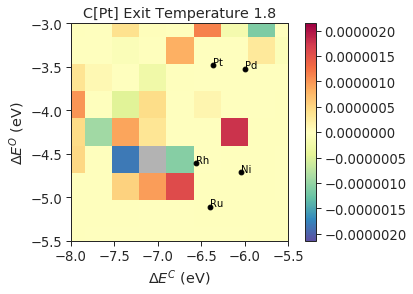 C[Pt] Exit Temperature 1.8
−3.0
−3.5
−4.0
−4.5
−5.0
−5.5
ΔE^O (eV)
Pt
Pd
Rh
Ni
Ru
−8.0 −7.5 −7.0 −6.5 −6.0 −5.5
ΔE^C (eV)
0.0000020
0.0000015
0.0000010
0.0000005
0.0000000
−0.0000005
−0.0000010
−0.0000015
−0.0000020